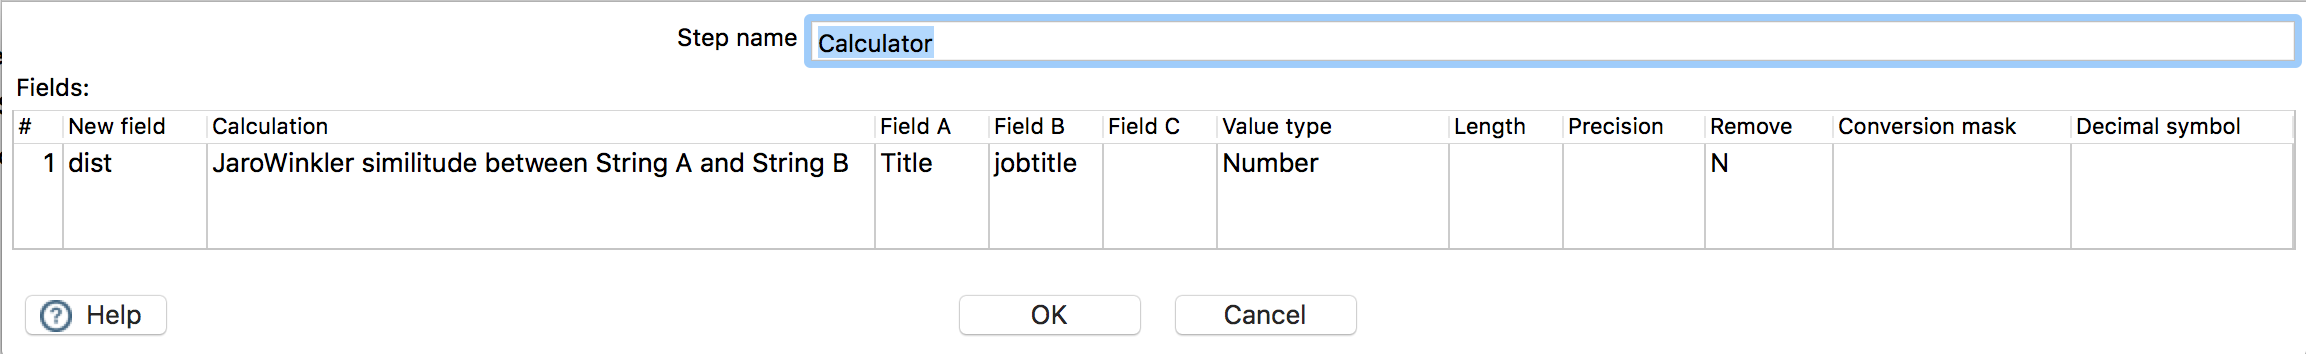 Step name Calculator
Fields:
# New field Calculation Field A Field B Field C Value type Length Precision Remove Conversion mask Decimal symbol
1 dist JaroWinkler similitude between String A and String B Title jobtitle Number N
? Help OK Cancel